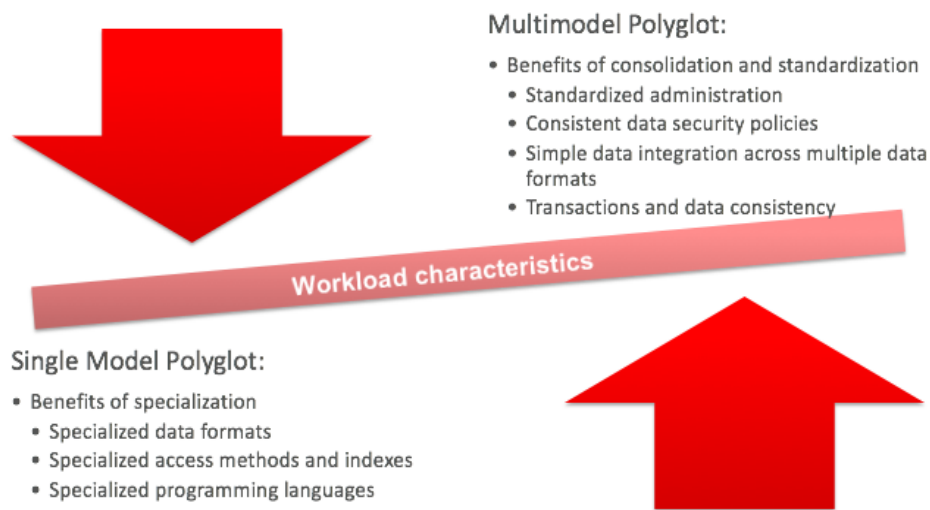 Multimodel Polyglot:
• Benefits of consolidation and standardization
• Standardized administration
• Consistent data security policies
• Simple data integration across multiple data
formats
• Transactions and data consistency
Workload characteristics
Single Model Polyglot:
• Benefits of specialization
• Specialized data formats
• Specialized access methods and indexes
• Specialized programming languages